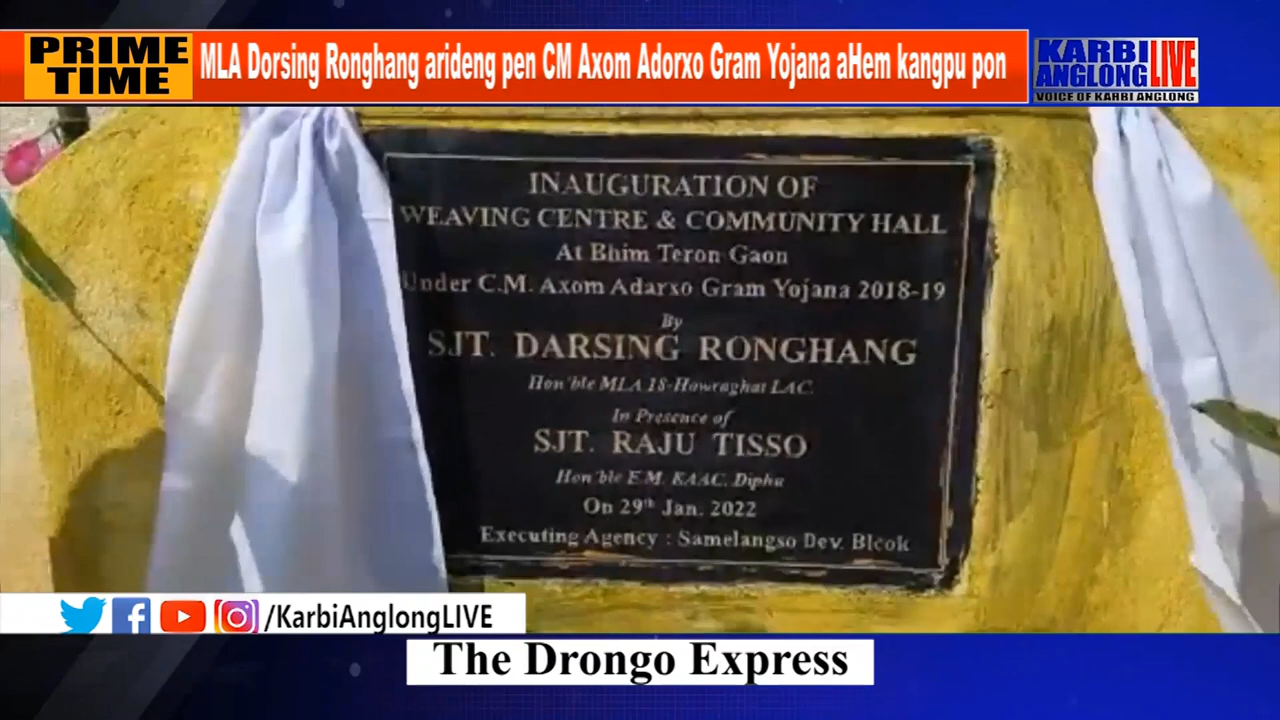 PRIME
TIME
MLA Dorsing Ronghang arideng pen CM Axom Adorxo Gram Yojana aHem kangpu pon
KARBI
ANGLONG LIVE
VOICE OF KARBI ANGLONG
INAUGURATION OF
WEAVING CENTRE & COMMUNITY HALL
At Bhim Teron Gaon
Under C.M. Axom Adarxo Gram Yojana 2018-19
By
SJT. DARSING RONGHANG
Hon'ble MLA 18-Howraghat LAC.
In Presence of
SJT. RAJU TISSO
Hon'ble E.M. KAAC. Diphu
On 29th Jan. 2022
Executing Agency : Samelangso Dev. Blcok
/KarbiAnglongLIVE
The Drongo Express